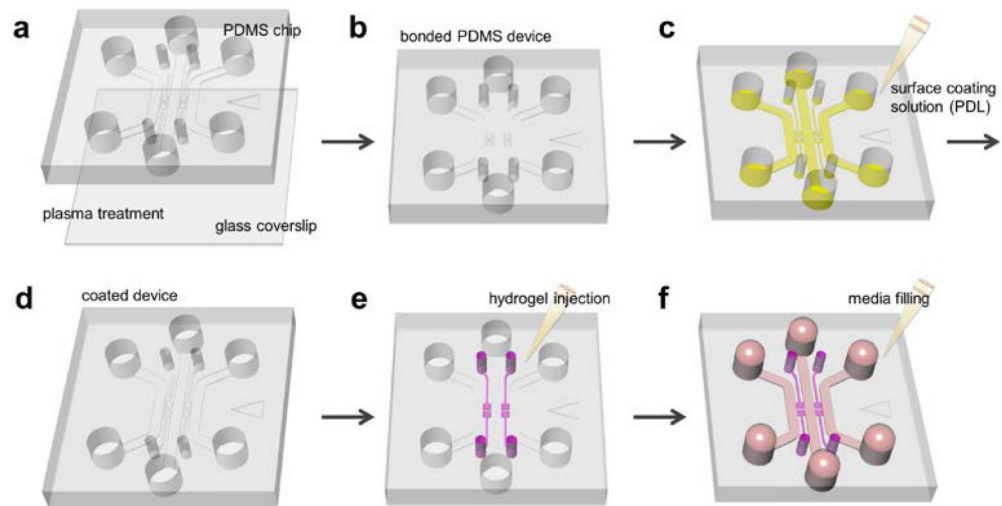 a
PDMS chip
plasma treatment
glass coverslip
b
bonded PDMS device
c
surface coating
solution (PDL)
d
coated device
e
hydrogel injection
f
media filling